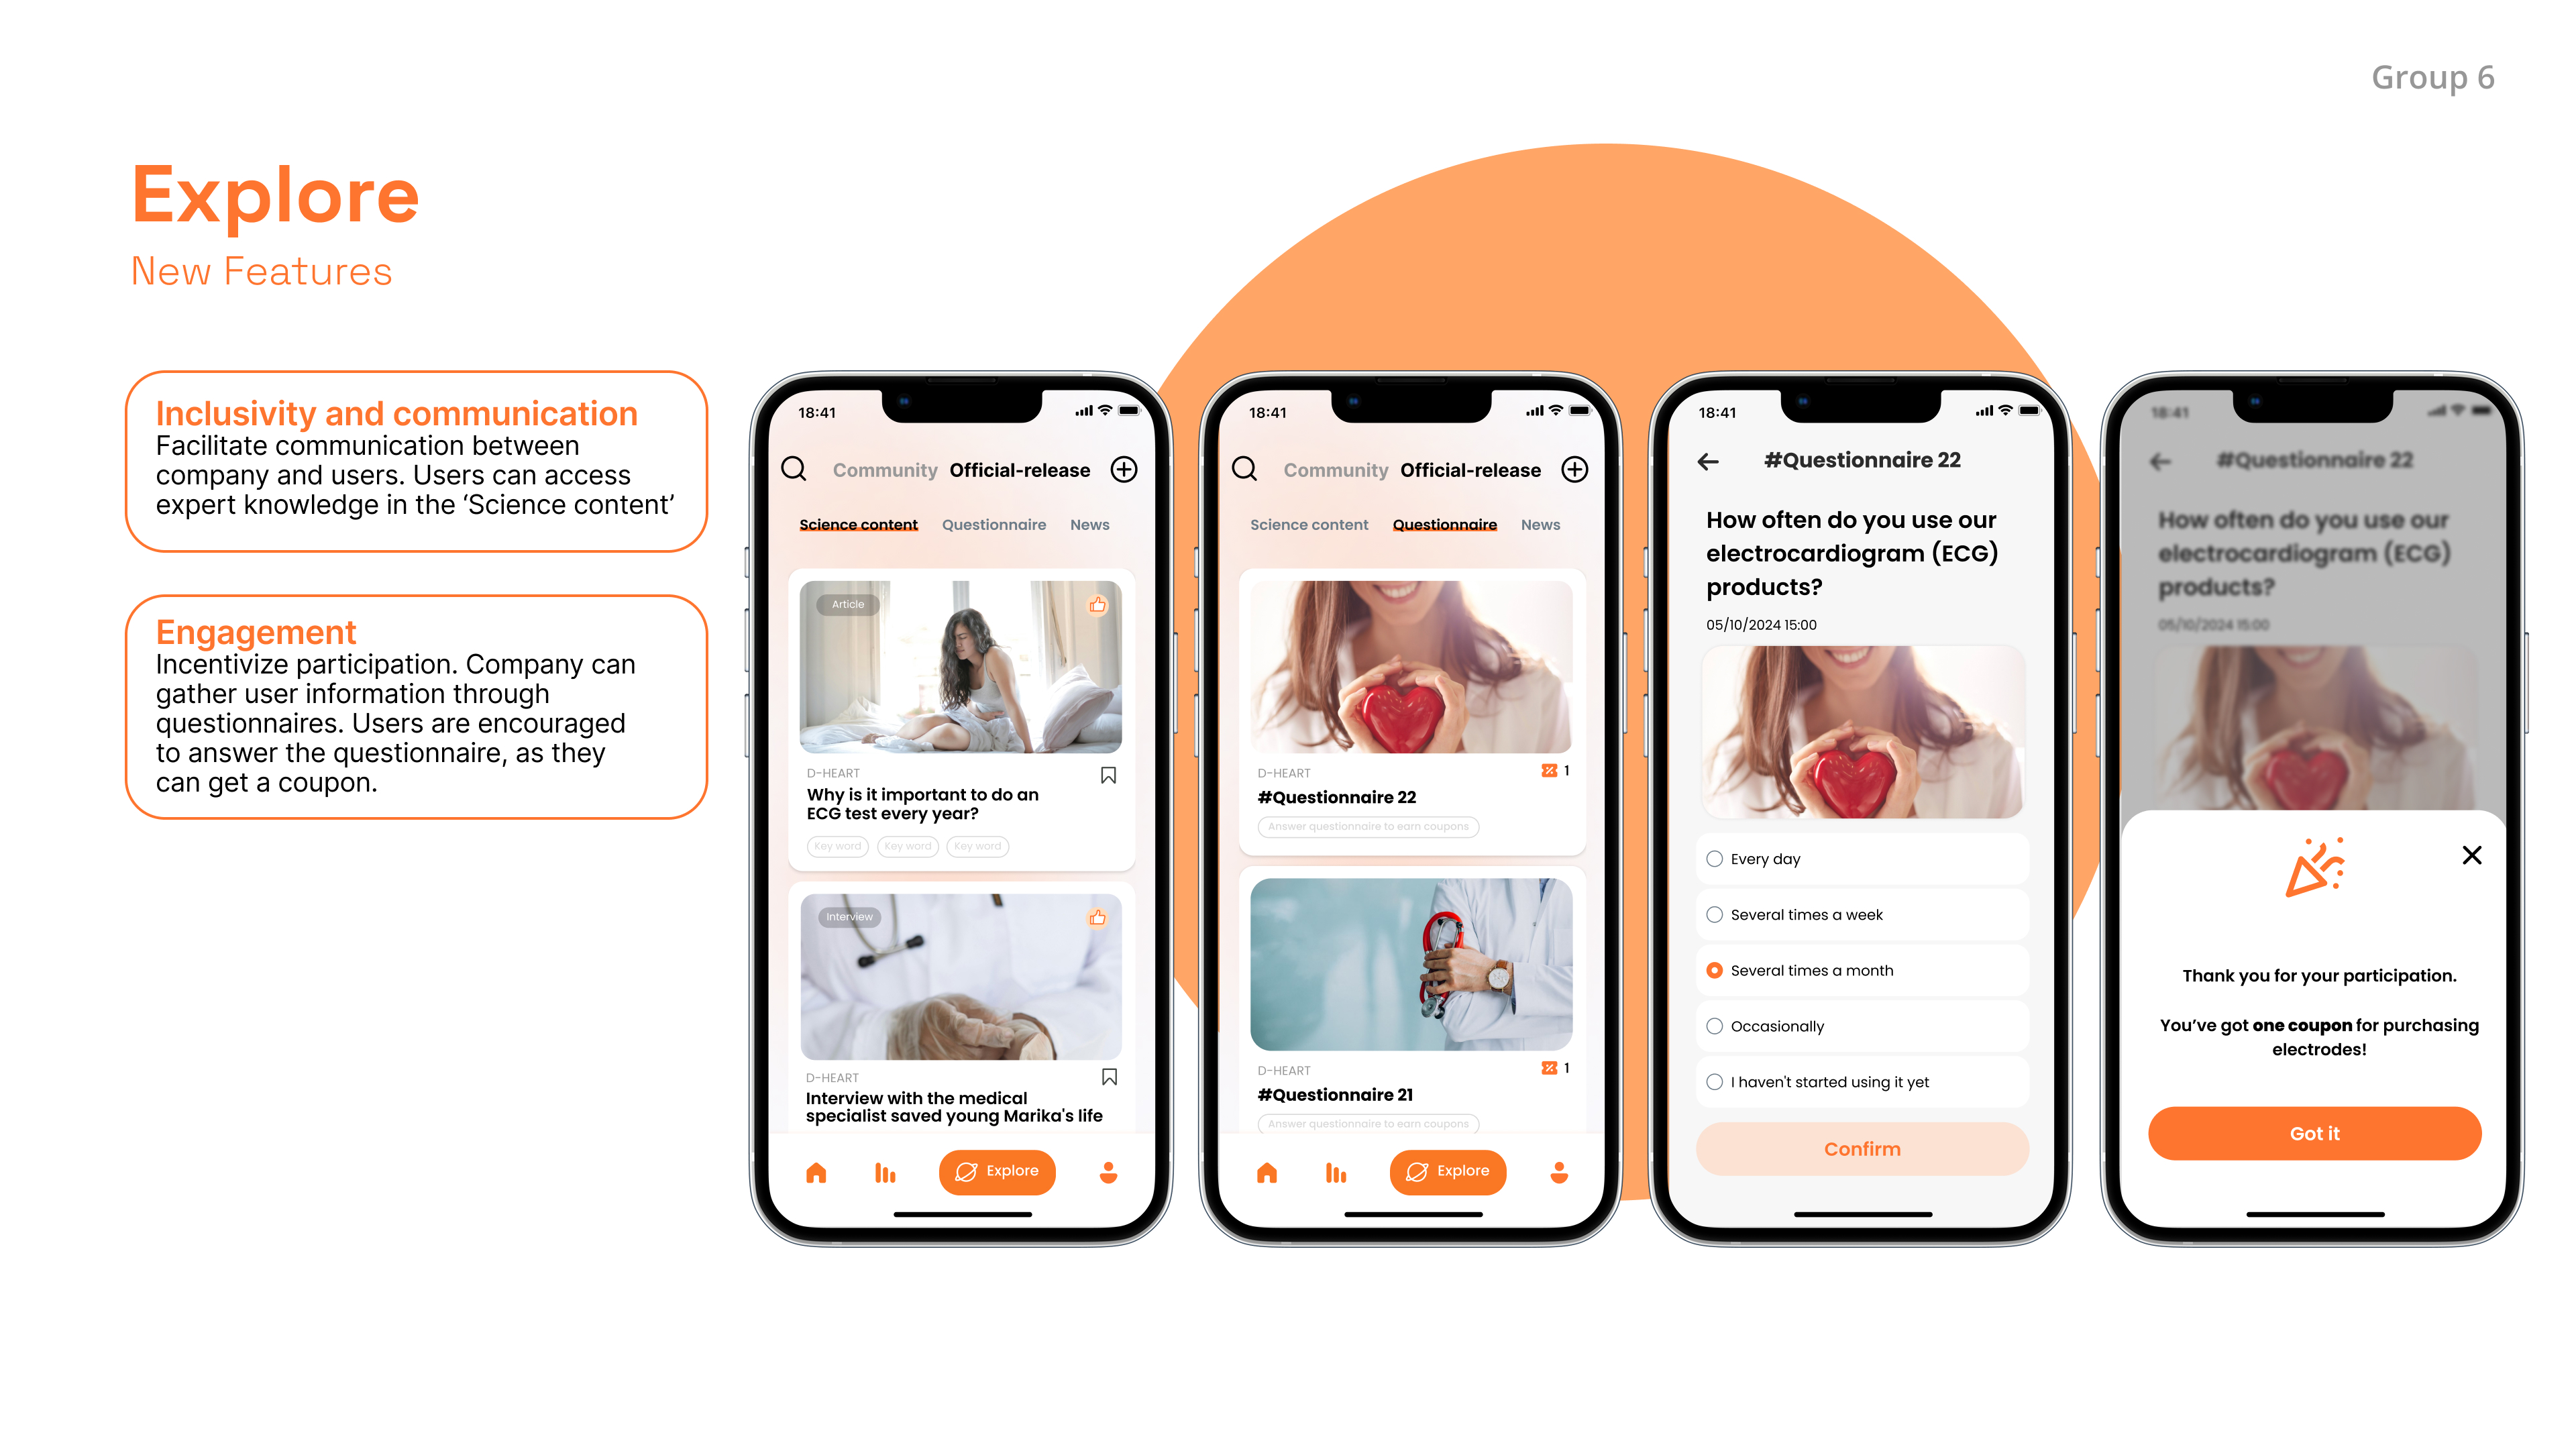 Group 6
Explore
New Features
Inclusivity and communication
Facilitate communication between
company and users. Users can access
expert knowledge in the ‘Science content’
Engagement
Incentivize participation. Company can
gather user information through
questionnaires. Users are encouraged
to answer the questionnaire, as they
can get a coupon.
18:41
Community Official-release
Science content Questionnaire News
Article
D-HEART
Why is it important to do an
ECG test every year?
Key word Key word Key word
Interview
D-HEART
Interview with the medical
specialist saved young Marika's life
Explore
18:41
Community Official-release
Science content Questionnaire News
D-HEART
1
#Questionnaire 22
Answer questionnaire to earn coupons
D-HEART
1
#Questionnaire 21
Answer questionnaire to earn coupons
Explore
18:41
#Questionnaire 22
How often do you use our
electrocardiogram (ECG)
products?
05/10/2024 15:00
Every day
Several times a week
Several times a month
Occasionally
I haven't started using it yet
Confirm
18:41
#Questionnaire 22
How often do you use our
electrocardiogram (ECG)
products?
05/10/2024 15:00
Thank you for your participation.
You’ve got one coupon for purchasing
electrodes!
Got it